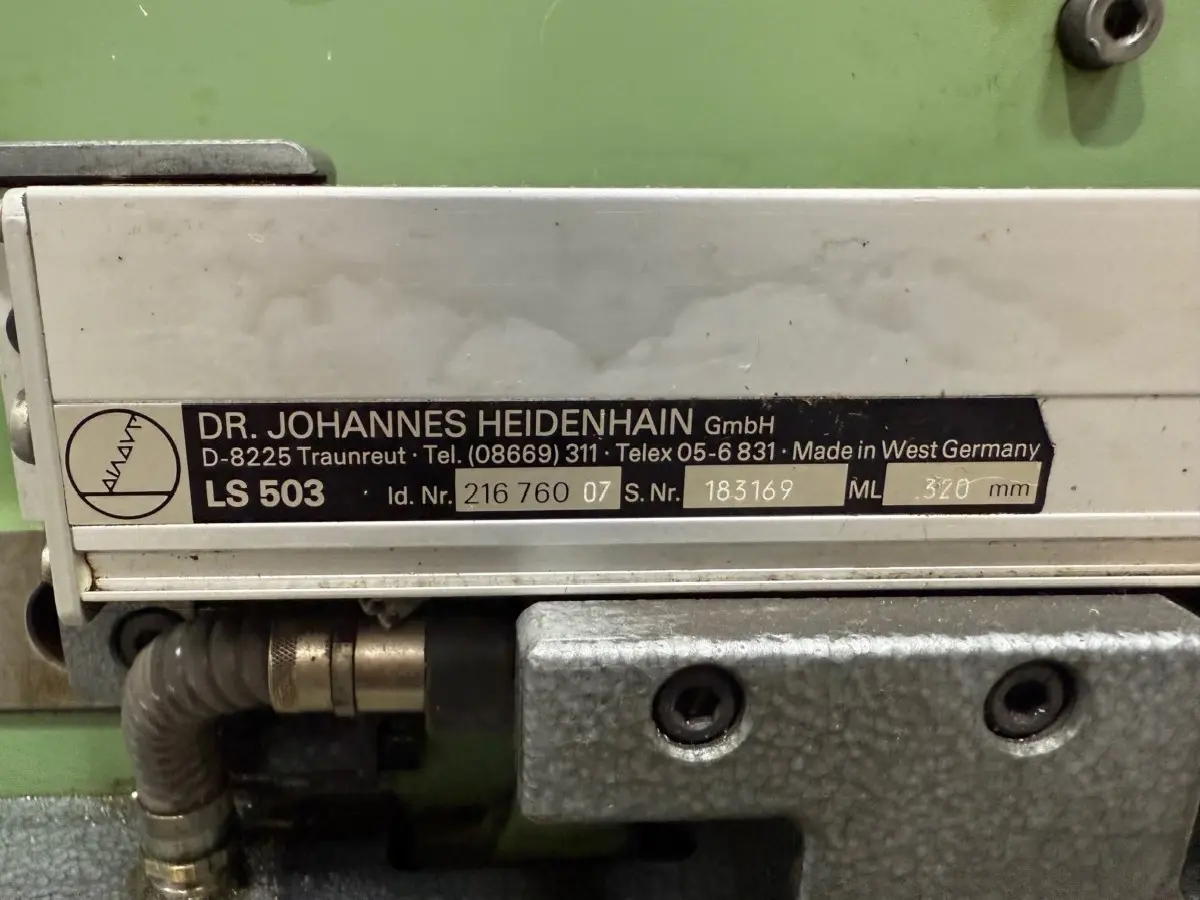 DR. JOHANNES HEIDENHAIN GmbH
D-8225 Traunreut · Tel. (08669) 311 · Telex 05-6 831 · Made in West Germany
LS 503 Id. Nr. 216 760 07 S. Nr. 183169 ML 320 mm